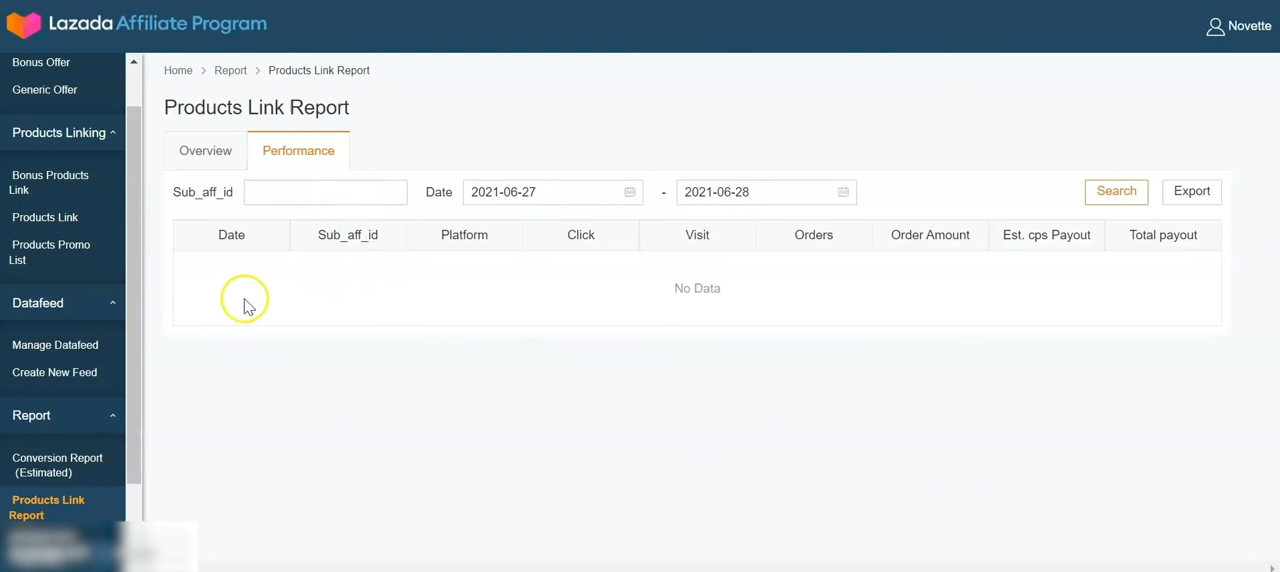 Lazada Affiliate Program
Novette
Bonus Offer
Generic Offer
Products Linking
Bonus Products
Link
Products Link
Products Promo
List
Datafeed
Manage Datafeed
Create New Feed
Report
Conversion Report
(Estimated)
Products Link
Report
Home > Report > Products Link Report
Products Link Report
Overview Performance
Sub_aff_id Date 2021-06-27 - 2021-06-28 Search Export
Date Sub_aff_id Platform Click Visit Orders Order Amount Est. cps Payout Total payout
No Data